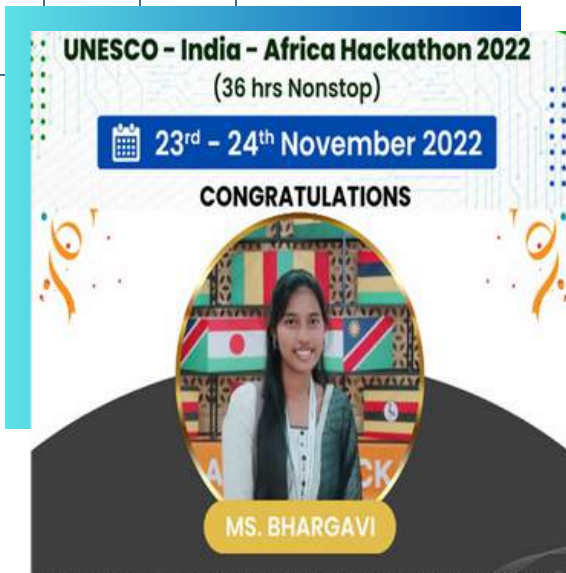 UNESCO - India - Africa Hackathon 2022
(36 hrs Nonstop)
23rd - 24th November 2022
CONGRATULATIONS
MS. BHARGAVI